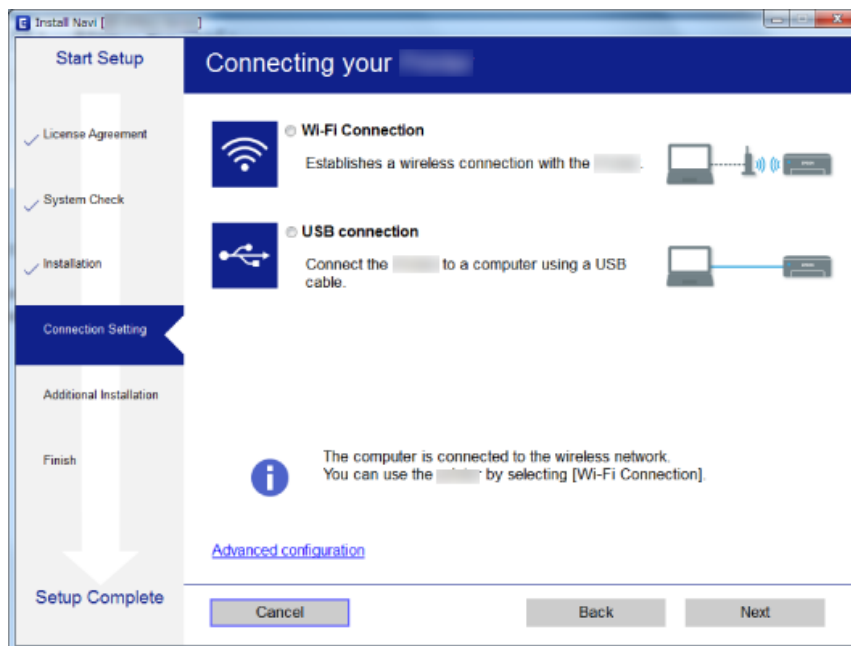 E Install Navi [ ]
Start Setup
License Agreement
System Check
Installation
Connection Setting
Additional Installation
Finish
Setup Complete
Connecting your
Wi-Fi Connection
Establishes a wireless connection with the .
USB connection
Connect the to a computer using a USB
cable.
The computer is connected to the wireless network.
You can use the by selecting [Wi-Fi Connection].
Advanced configuration
Cancel Back Next